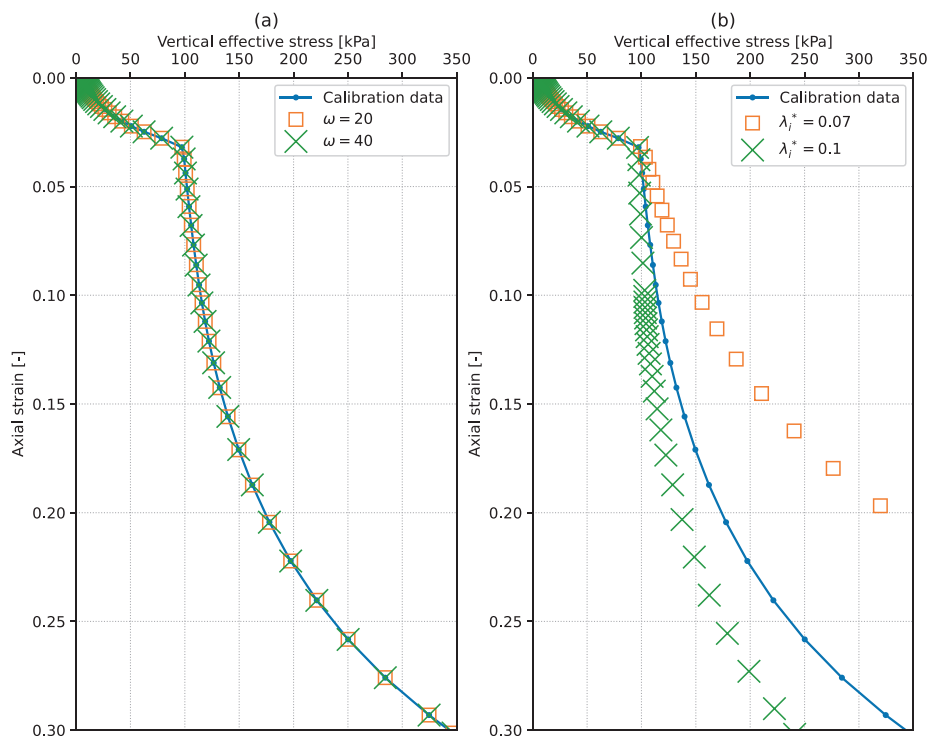 (a)
Vertical effective stress [kPa]
0 50 100 150 200 250 300 350
0.00
0.05
0.10
0.15
0.20
0.25
0.30
Axial strain [-]
Calibration data
ω = 20
ω = 40
(b)
Vertical effective stress [kPa]
0 50 100 150 200 250 300 350
0.00
0.05
0.10
0.15
0.20
0.25
0.30
Axial strain [-]
Calibration data
λᵢ* = 0.07
λᵢ* = 0.1